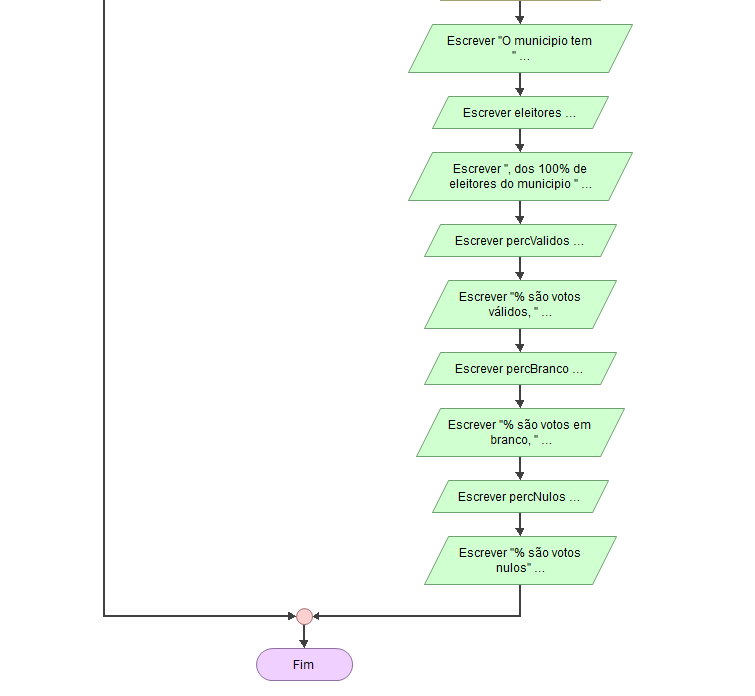 Escrever "O municipio tem
" ...
Escrever eleitores ...
Escrever ", dos 100% de
eleitores do municipio " ...
Escrever percValidos ...
Escrever "% são votos
válidos, " ...
Escrever percBranco ...
Escrever "% são votos em
branco, " ...
Escrever percNulos ...
Escrever "% são votos
nulos" ...
Fim